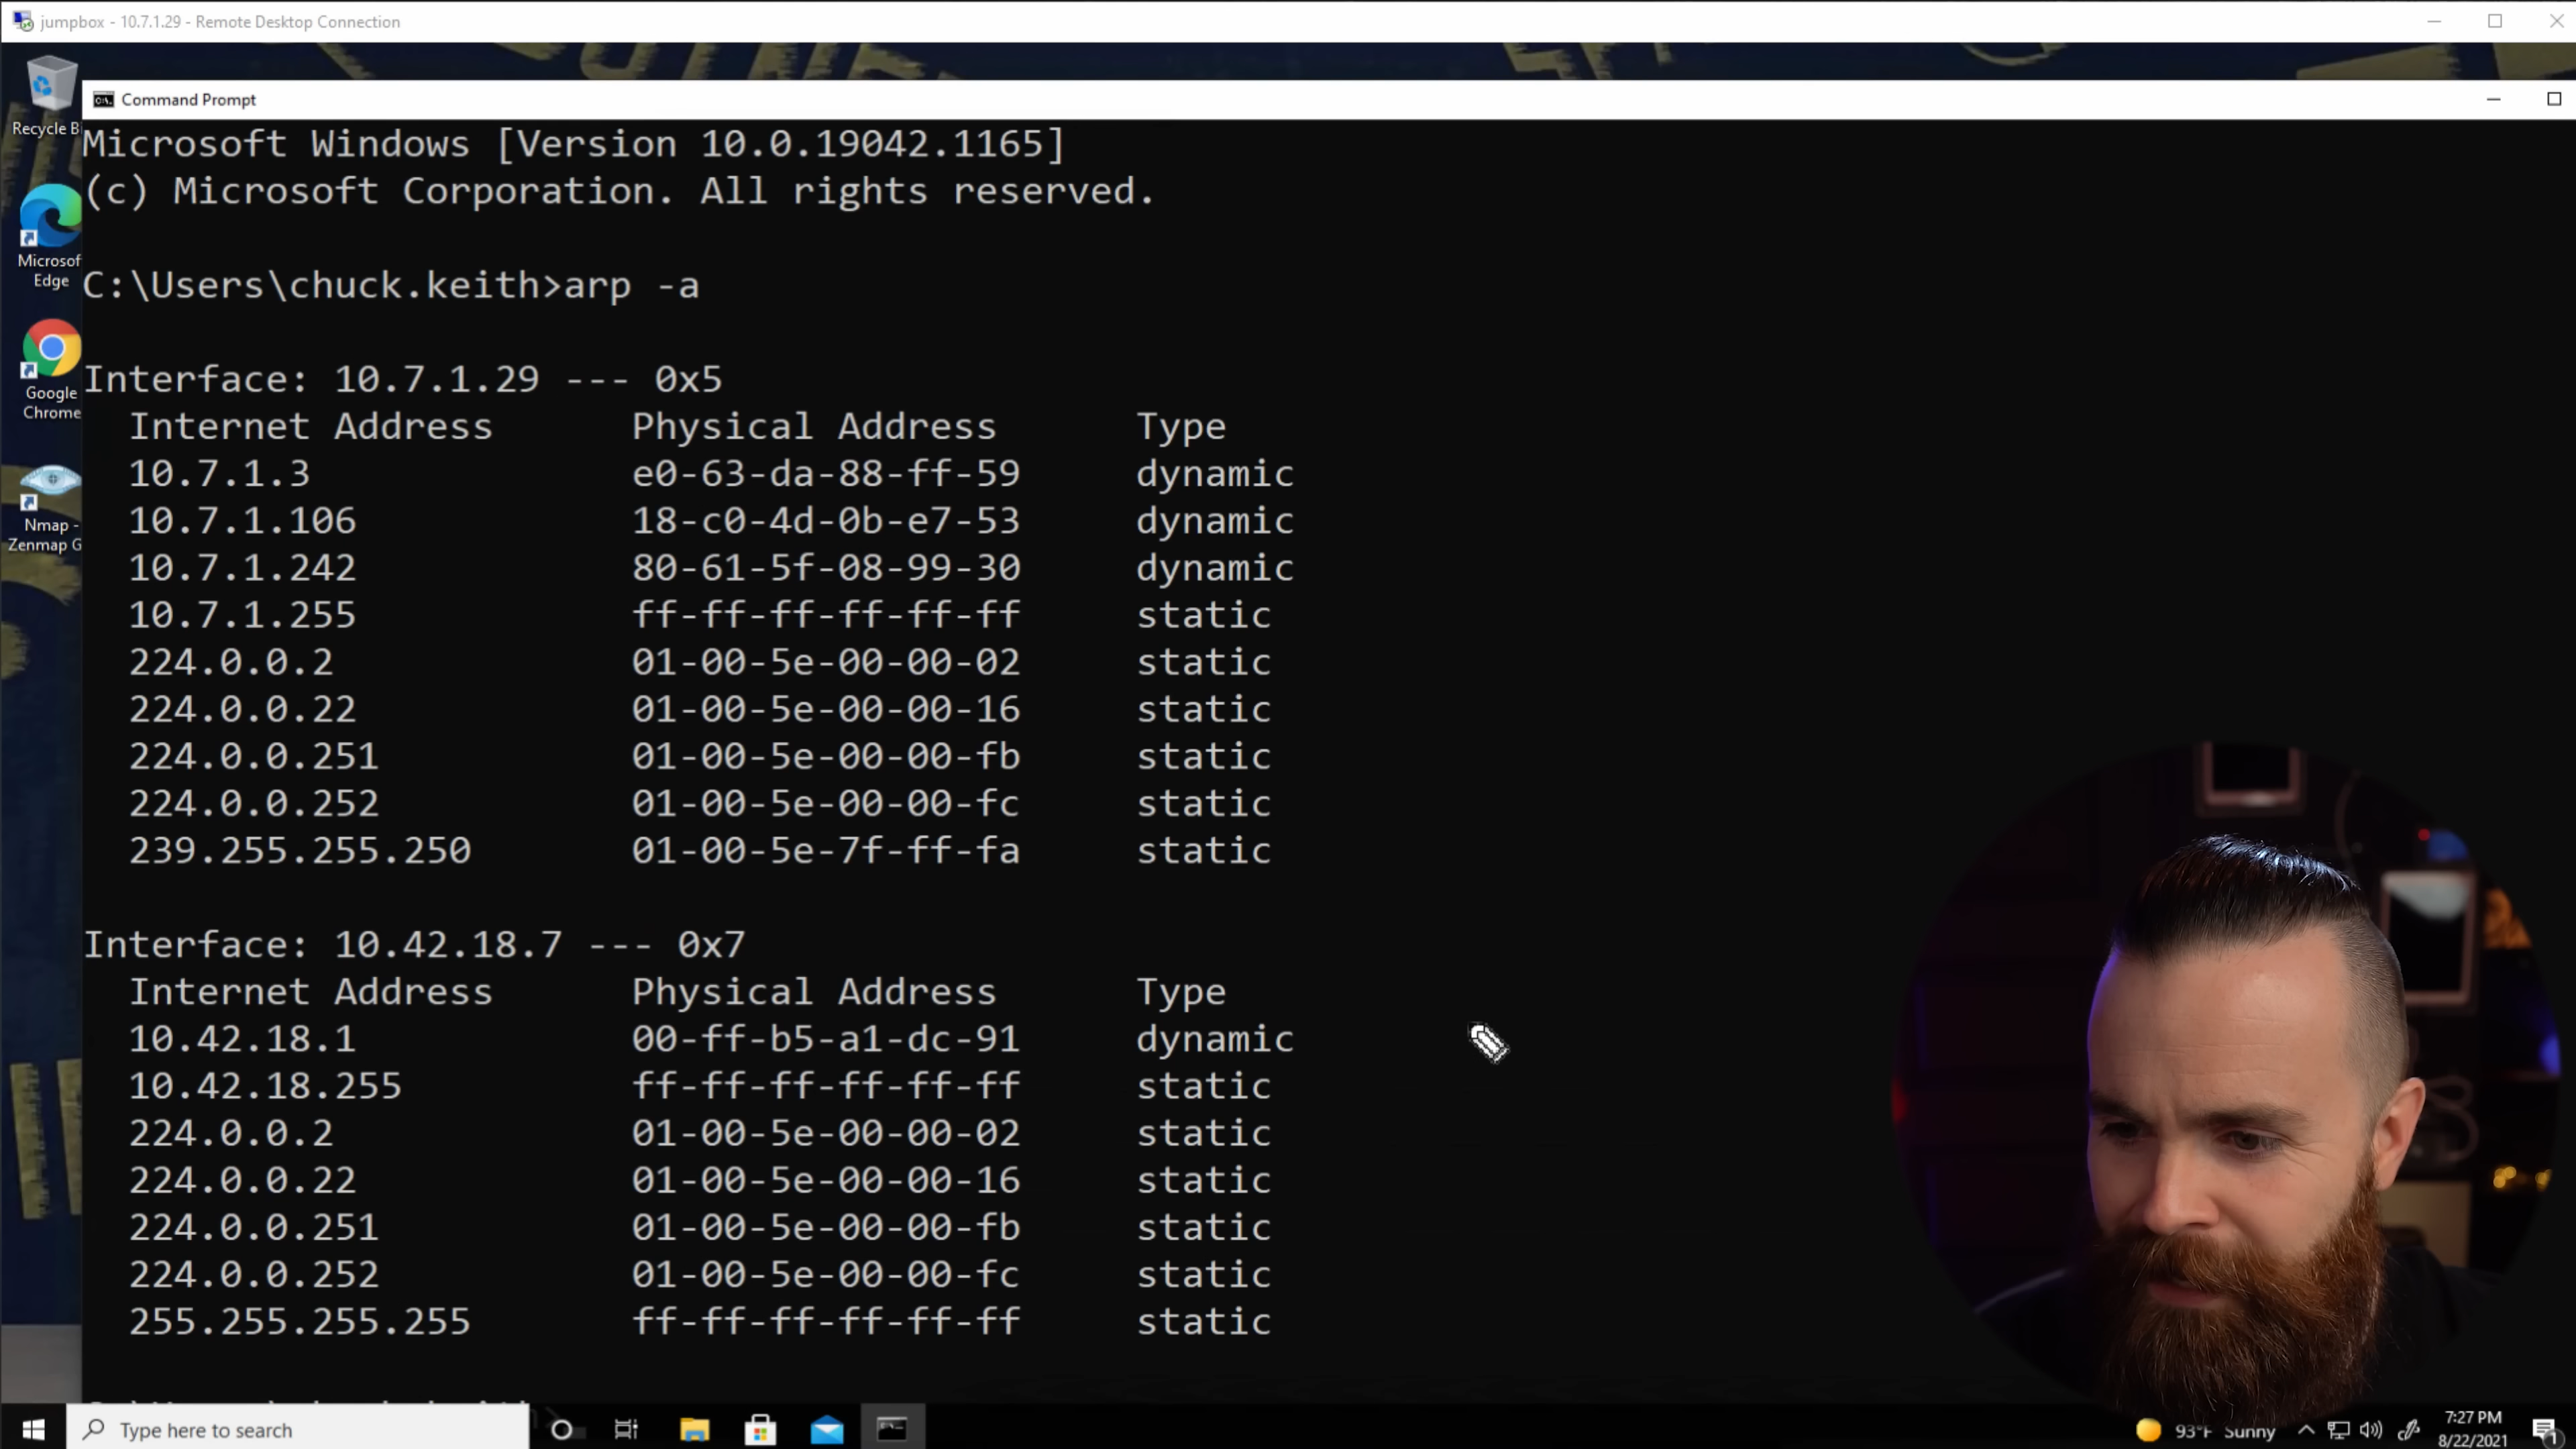 jumpbox - 10.7.1.29 - Remote Desktop Connection
Recycle Bi
Command Prompt
Microsoft Windows [Version 10.0.19042.1165]
(c) Microsoft Corporation. All rights reserved.
Microsof
Edge
C:\Users\chuck.keith>arp -a
Google
Chrome
Nmap -
Zenmap G
Interface: 10.7.1.29 --- 0x5
Internet Address Physical Address Type
10.7.1.3 e0-63-da-88-ff-59 dynamic
10.7.1.106 18-c0-4d-0b-e7-53 dynamic
10.7.1.242 80-61-5f-08-99-30 dynamic
10.7.1.255 ff-ff-ff-ff-ff-ff static
224.0.0.2 01-00-5e-00-00-02 static
224.0.0.22 01-00-5e-00-00-16 static
224.0.0.251 01-00-5e-00-00-fb static
224.0.0.252 01-00-5e-00-00-fc static
239.255.255.250 01-00-5e-7f-ff-fa static
Interface: 10.42.18.7 --- 0x7
Internet Address Physical Address Type
10.42.18.1 00-ff-b5-a1-dc-91 dynamic
10.42.18.255 ff-ff-ff-ff-ff-ff static
224.0.0.2 01-00-5e-00-00-02 static
224.0.0.22 01-00-5e-00-00-16 static
224.0.0.251 01-00-5e-00-00-fb static
224.0.0.252 01-00-5e-00-00-fc static
255.255.255.255 ff-ff-ff-ff-ff-ff static
Type here to search
93°F Sunny
7:27 PM
8/22/2021
1